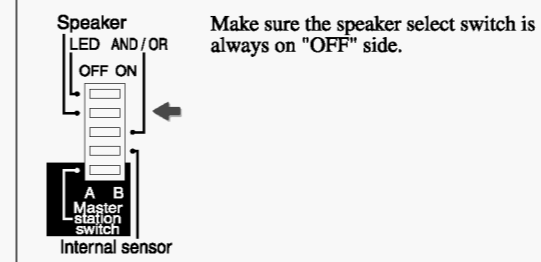 Speaker
LED AND/OR
OFF ON
A B
Master
station
switch
Internal sensor
Make sure the speaker select switch is
always on "OFF" side.